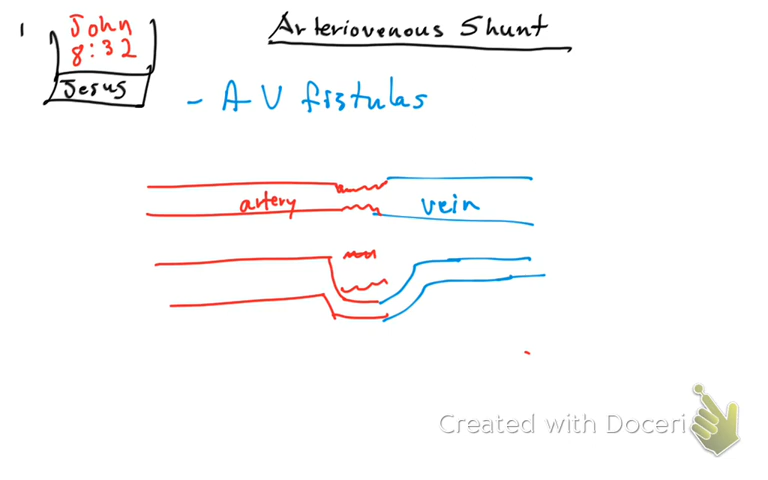 1
John
8:32
Jesus
Arteriovenous Shunt
- AV fistulas
artery
vein
Created with Doceri